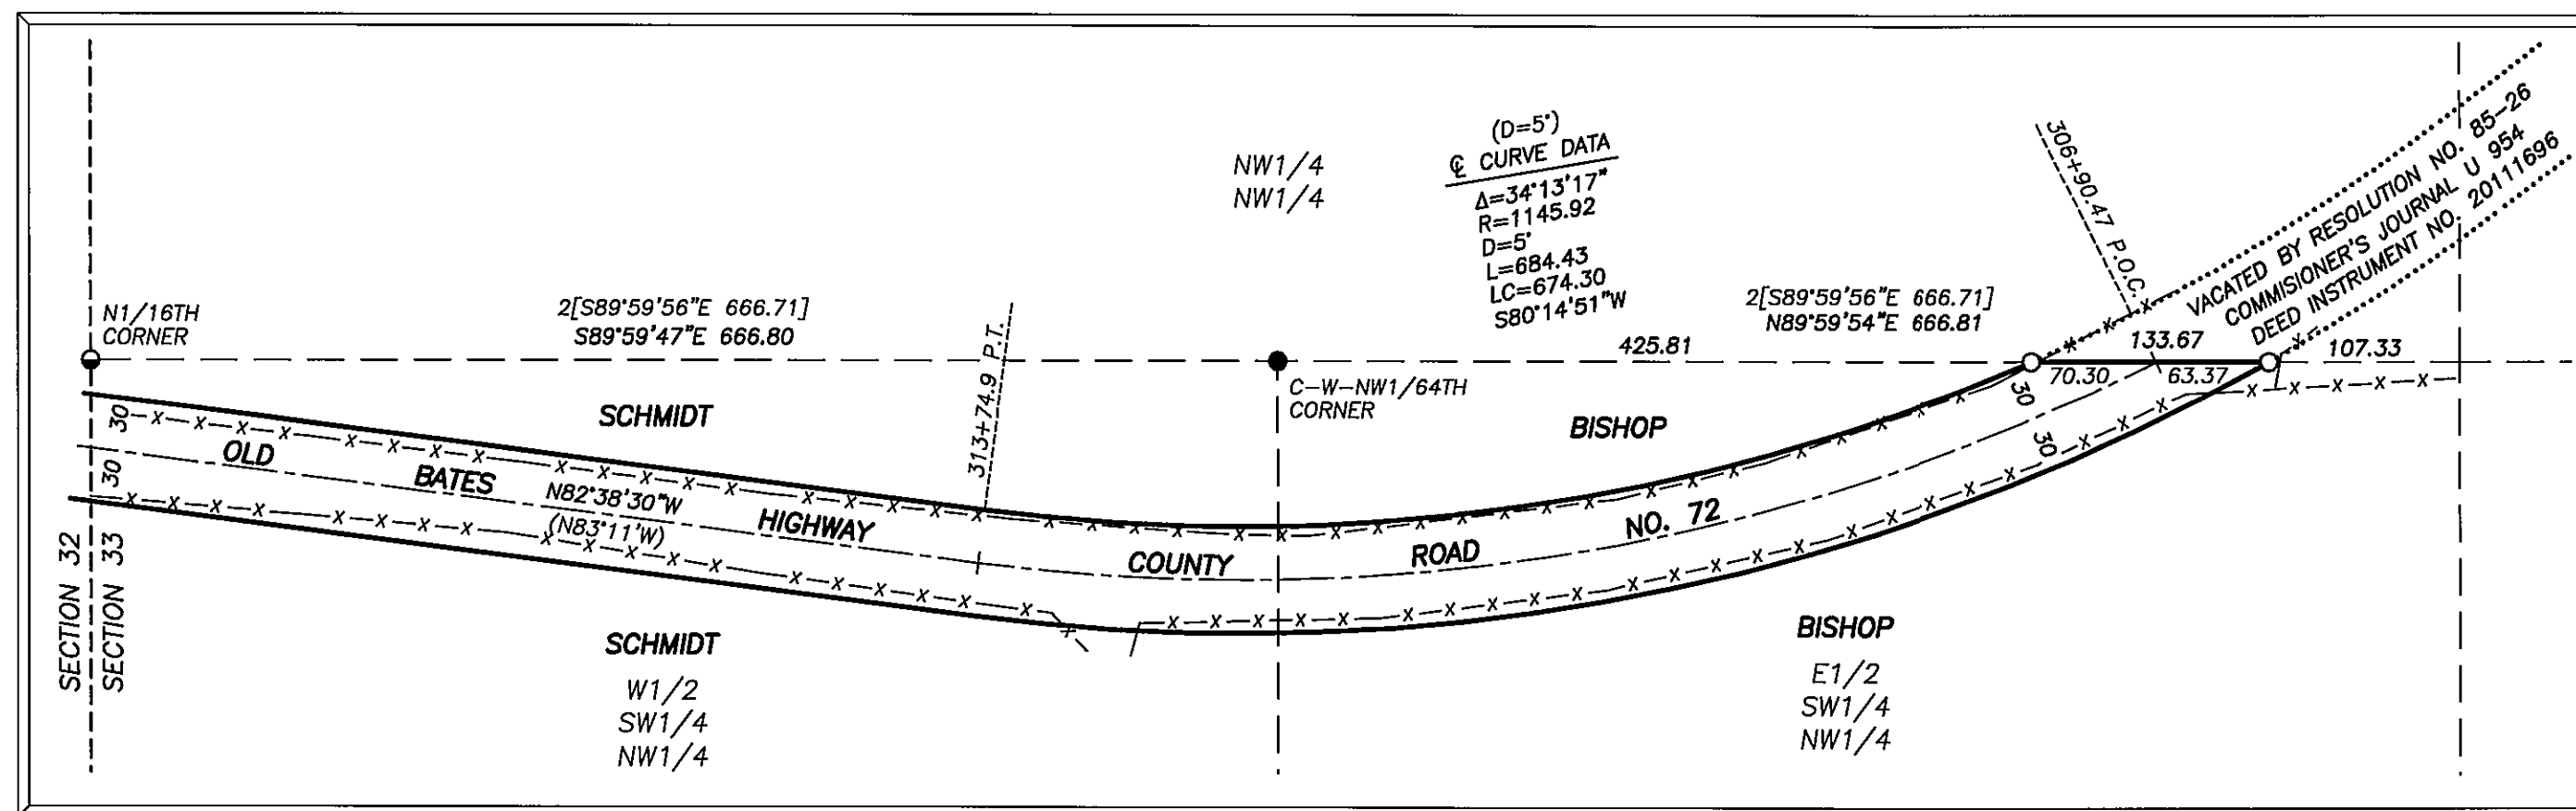 NW1/4
NW1/4
(D=5°)
℄ CURVE DATA
Δ=34°13'17"
R=1145.92
D=5°
L=684.43
LC=674.30
S80°14'51"W
306+90.47 P.O.C.
VACATED BY RESOLUTION NO. 85-26
COMMISIONER'S JOURNAL U 954
DEED INSTRUMENT NO. 20111696
N1/16TH
CORNER
2[S89°59'56"E 666.71]
S89°59'47"E 666.80
313+74.9 P.T.
2[S89°59'56"E 666.71]
N89°59'54"E 666.81
425.81
133.67
107.33
70.30
63.37
C-W-NW1/64TH
CORNER
SCHMIDT
BISHOP
30
30
30
30
OLD BATES HIGHWAY COUNTY ROAD NO. 72
N82°38'30"W
(N83°11'W)
SECTION 32
SECTION 33
SCHMIDT
W1/2
SW1/4
NW1/4
BISHOP
E1/2
SW1/4
NW1/4